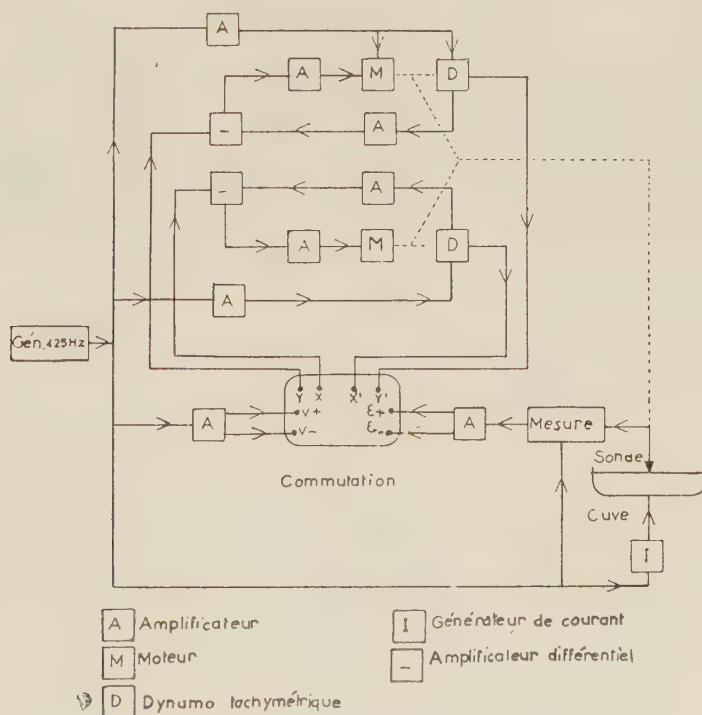 A
A M D
- A
- A
A M D
A
Gén. 425Hz
Y X X' Y'
A V+ ε+ A Mesure
V- ε-
Sonde
Commutation
Cuve
I
A Amplificateur
I Générateur de courant
M Moteur
- Amplificateur différentiel
D Dynamo tachymétrique